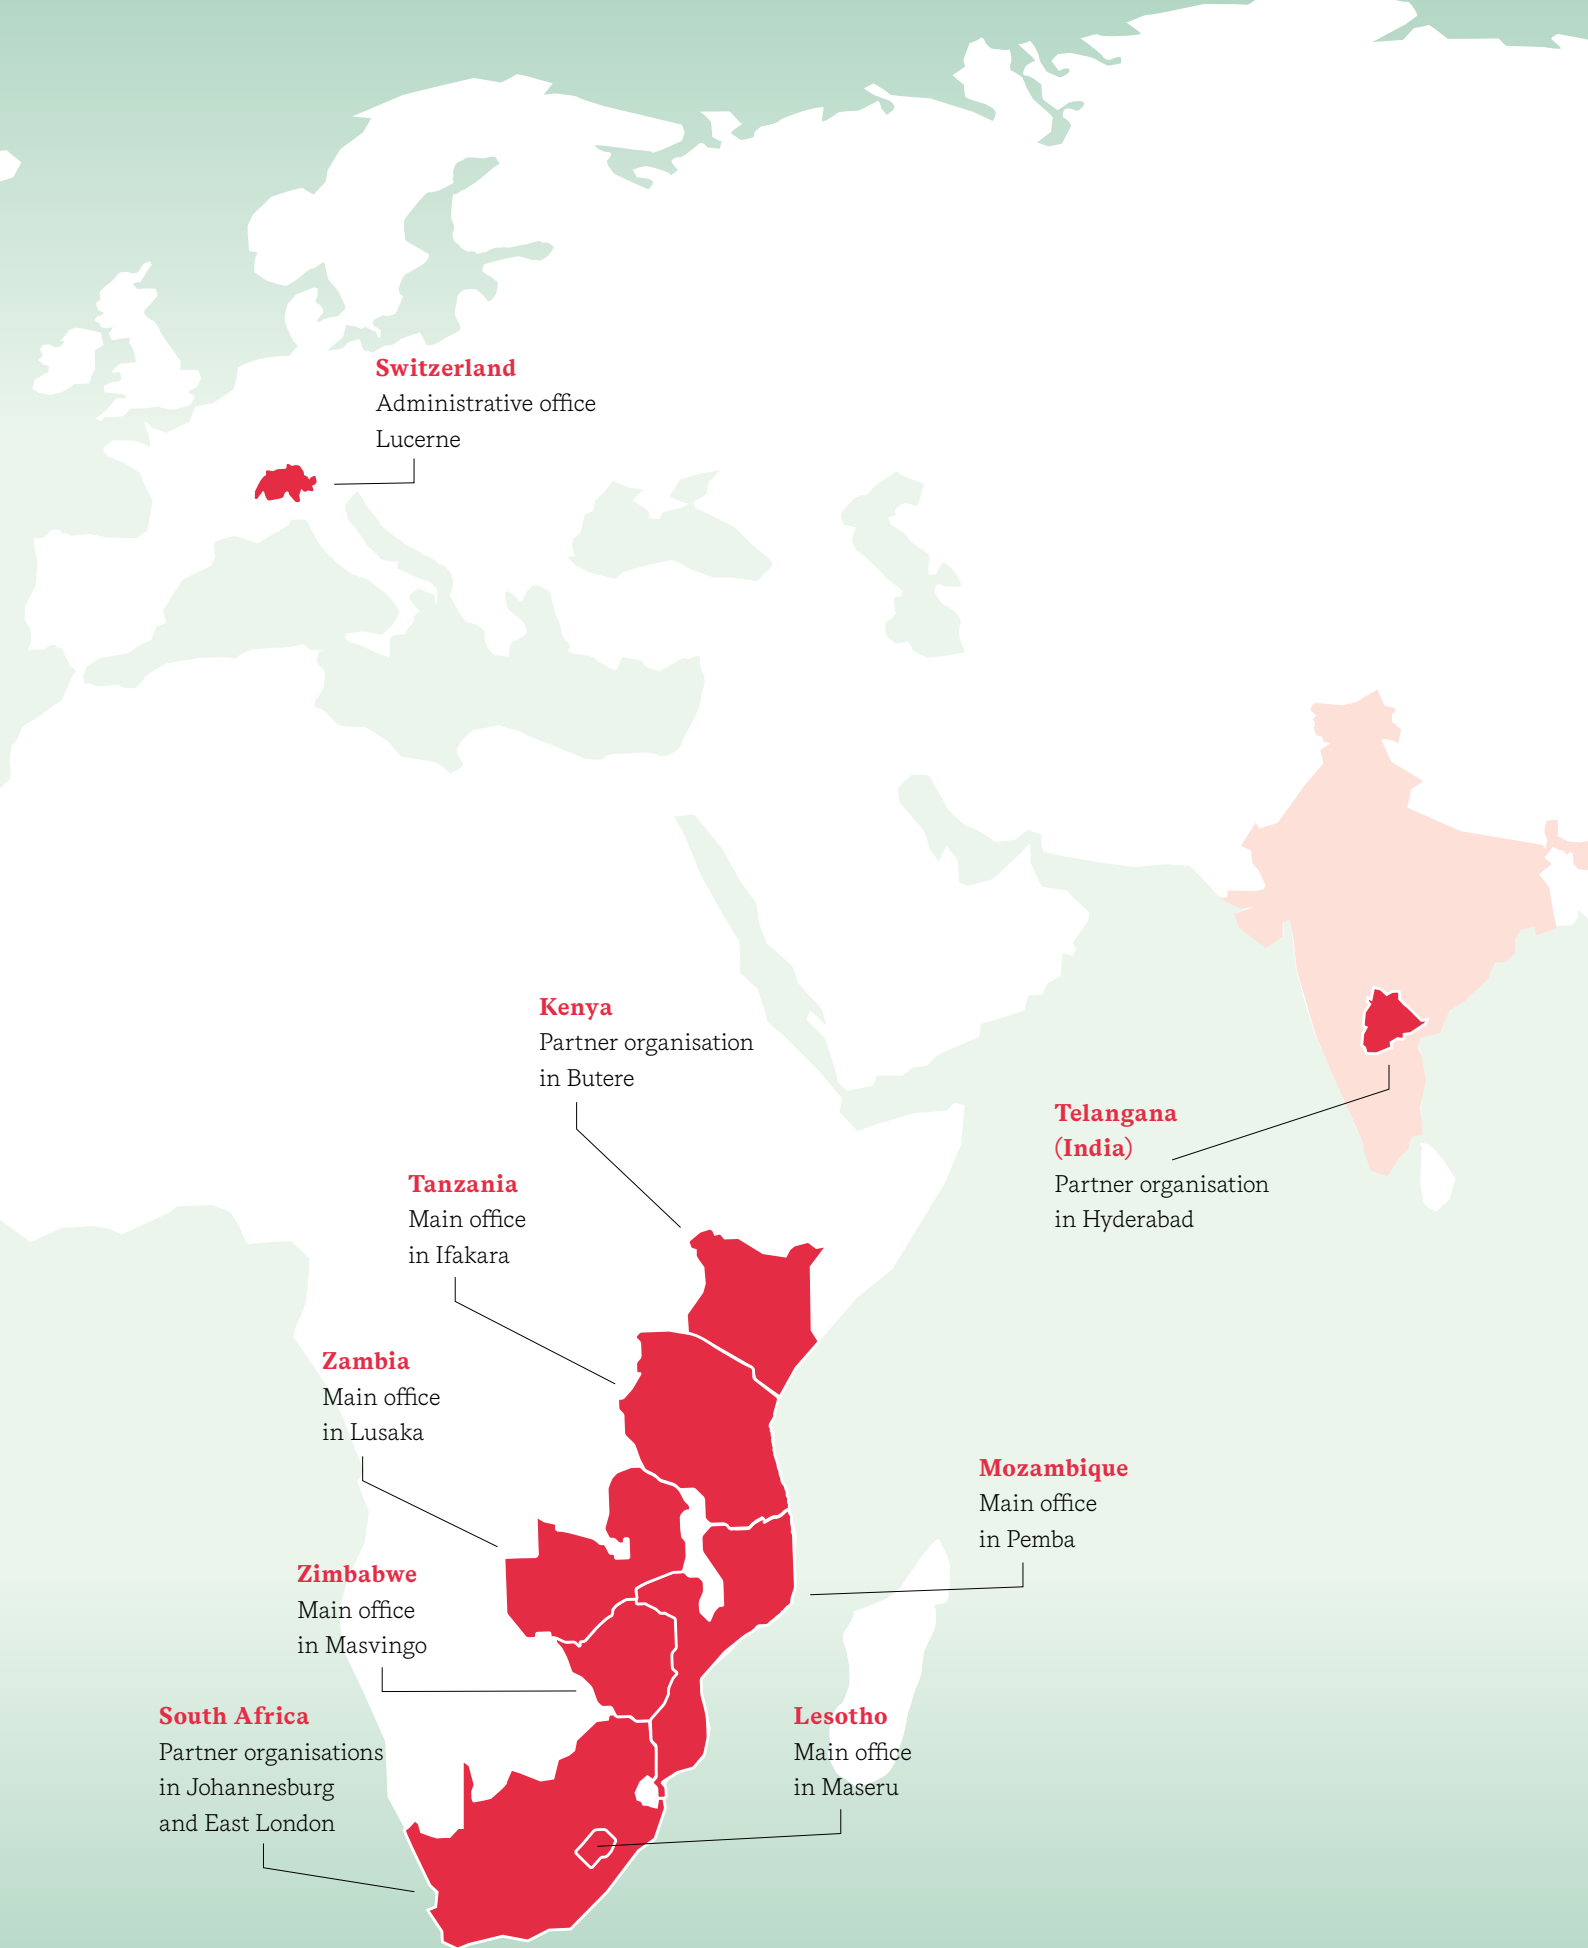 Switzerland
Administrative office
Lucerne
Kenya
Partner organisation
in Butere
Telangana
(India)
Partner organisation
in Hyderabad
Tanzania
Main office
in Ifakara
Zambia
Main office
in Lusaka
Mozambique
Main office
in Pemba
Zimbabwe
Main office
in Masvingo
South Africa
Partner organisations
in Johannesburg
and East London
Lesotho
Main office
in Maseru